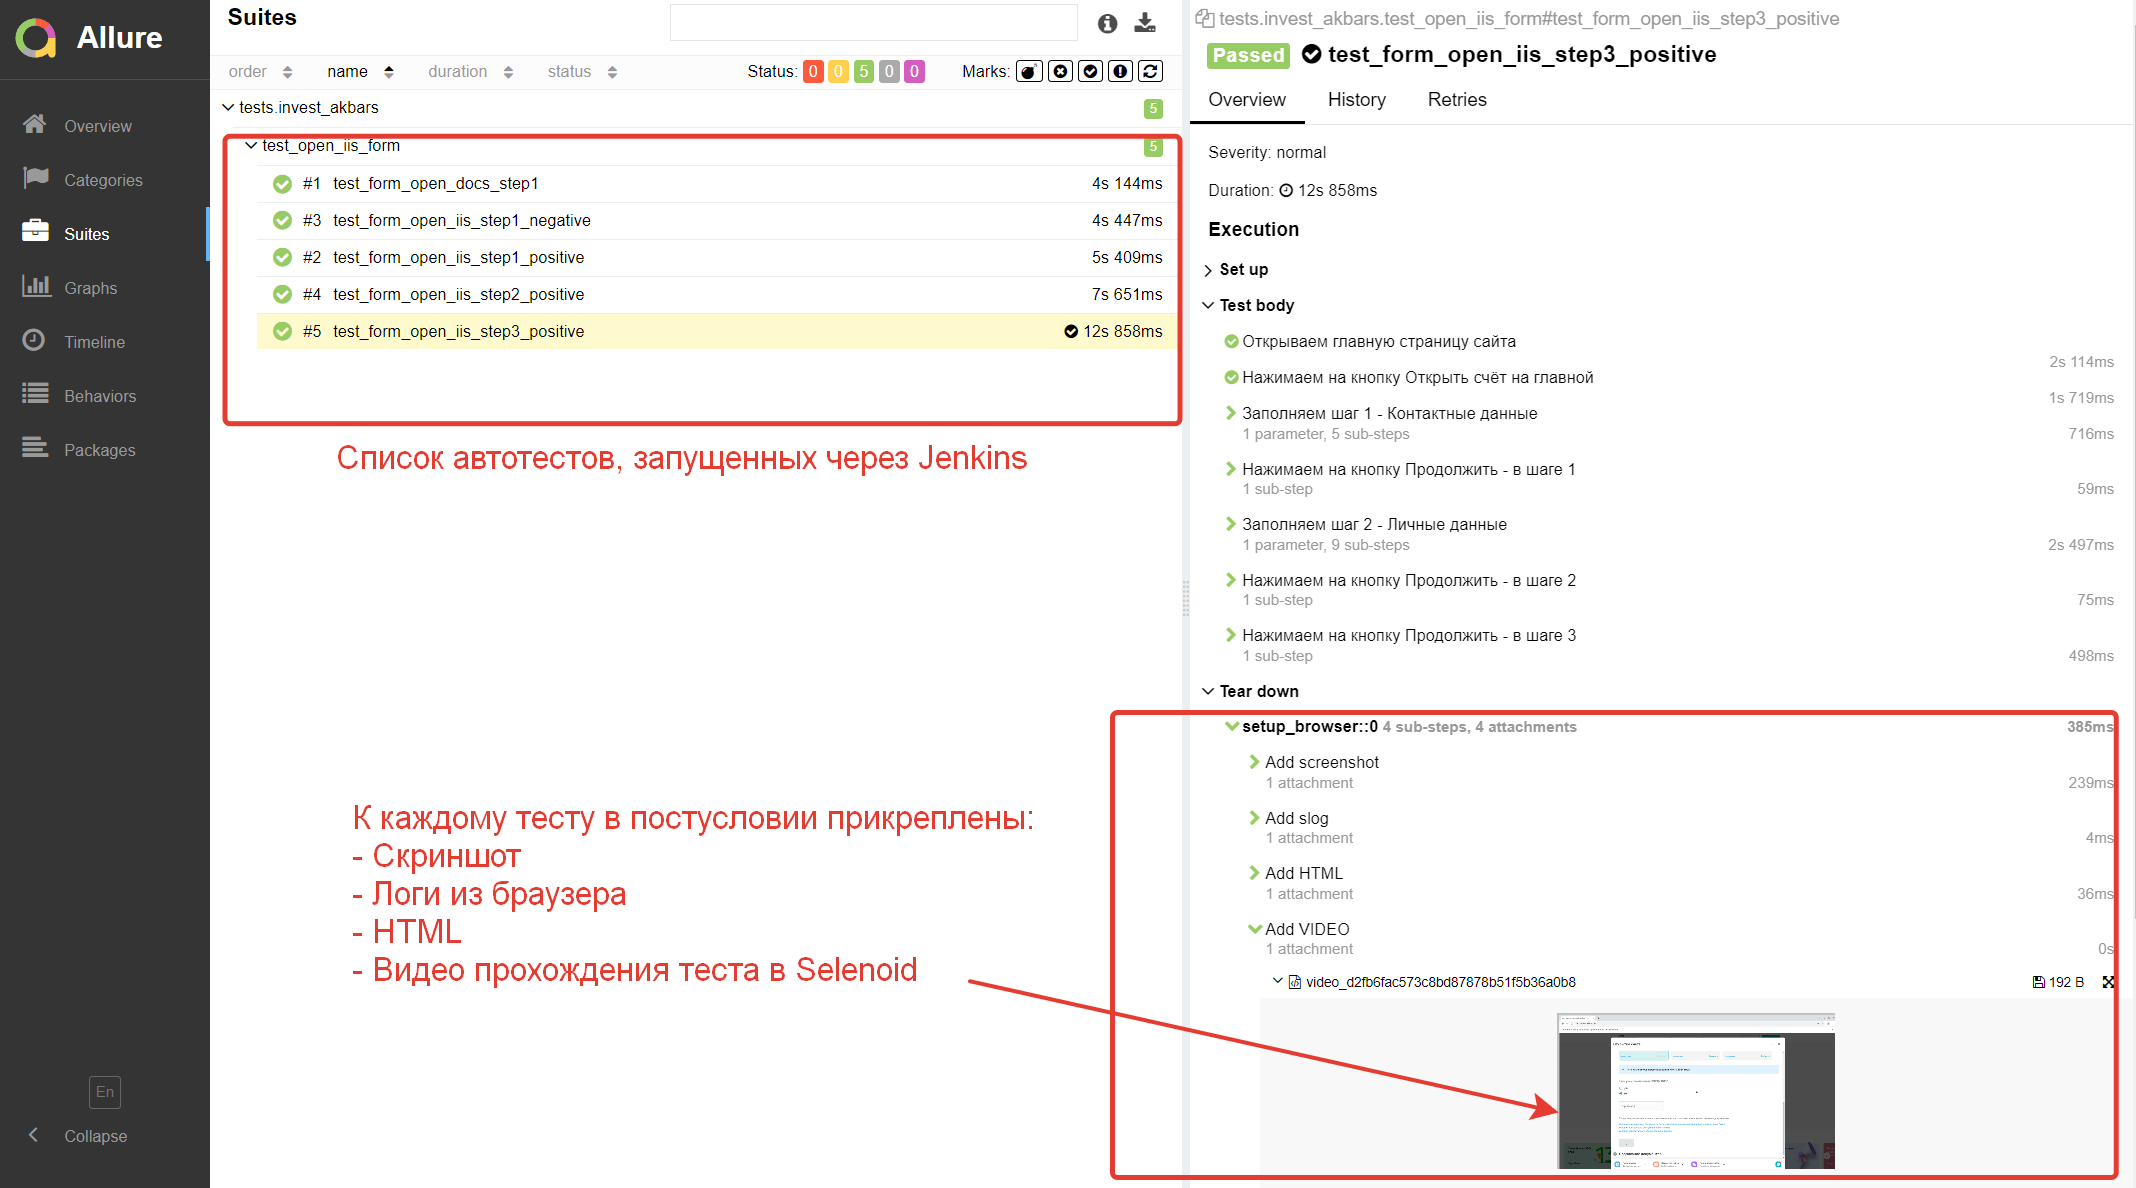 Allure
Overview
Categories
Suites
Graphs
Timeline
Behaviors
Packages
En
Collapse
Suites
order name duration status Status: 0 0 5 0 0 Marks:
tests.invest_akbars 5
test_open_iis_form 5
#1 test_form_open_docs_step1 4s 144ms
#3 test_form_open_iis_step1_negative 4s 447ms
#2 test_form_open_iis_step1_positive 5s 409ms
#4 test_form_open_iis_step2_positive 7s 651ms
#5 test_form_open_iis_step3_positive 12s 858ms
Список автотестов, запущенных через Jenkins
К каждому тесту в постусловии прикреплены:
- Скриншот
- Логи из браузера
- HTML
- Видео прохождения теста в Selenoid
tests.invest_akbars.test_open_iis_form#test_form_open_iis_step3_positive
Passed test_form_open_iis_step3_positive
Overview History Retries
Severity: normal
Duration: 12s 858ms
Execution
Set up
Test body
Открываем главную страницу сайта
2s 114ms
Нажимаем на кнопку Открыть счёт на главной
1s 719ms
Заполняем шаг 1 - Контактные данные
1 parameter, 5 sub-steps 716ms
Нажимаем на кнопку Продолжить - в шаге 1
1 sub-step 59ms
Заполняем шаг 2 - Личные данные
1 parameter, 9 sub-steps 2s 497ms
Нажимаем на кнопку Продолжить - в шаге 2
1 sub-step 75ms
Нажимаем на кнопку Продолжить - в шаге 3
1 sub-step 498ms
Tear down
setup_browser::0 4 sub-steps, 4 attachments 385ms
Add screenshot
1 attachment 239ms
Add slog
1 attachment 4ms
Add HTML
1 attachment 36ms
Add VIDEO
1 attachment 0s
video_d2fb6fac573c8bd87878b51f5b36a0b8 192 B